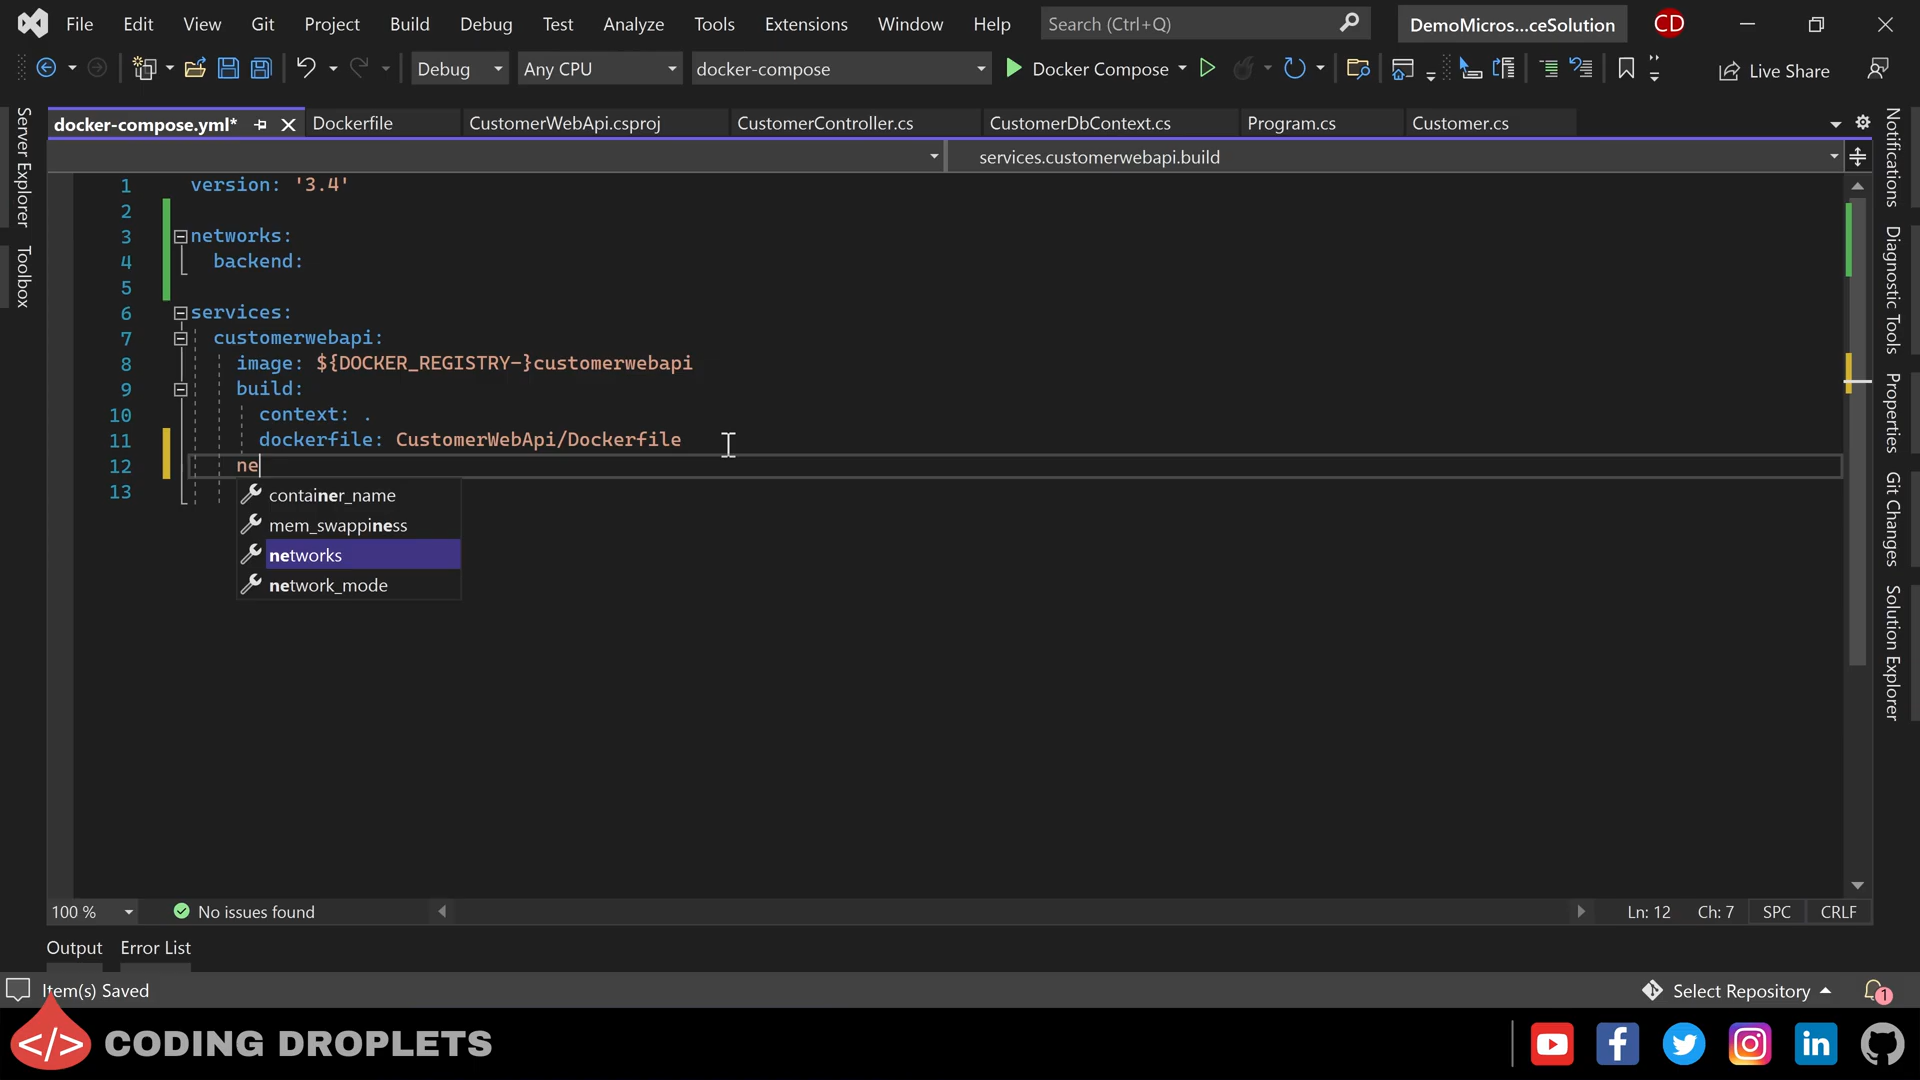 File Edit View Git Project Build Debug Test Analyze Tools Extensions Window Help Search (Ctrl+Q) DemoMicros...ceSolution CD
Debug Any CPU docker-compose Docker Compose Live Share
docker-compose.yml* Dockerfile CustomerWebApi.csproj CustomerController.cs CustomerDbContext.cs Program.cs Customer.cs
services.customerwebapi.build
Server Explorer
Toolbox
1 version: '3.4'
2
3 networks:
4 backend:
5
6 services:
7 customerwebapi:
8 image: ${DOCKER_REGISTRY-}customerwebapi
9 build:
10 context: .
11 dockerfile: CustomerWebApi/Dockerfile
12 ne
13
container_name
mem_swappiness
networks
network_mode
Notifications
Diagnostic Tools
Properties
Git Changes
Solution Explorer
100 % No issues found Ln: 12 Ch: 7 SPC CRLF
Output Error List
Item(s) Saved Select Repository 1
</> CODING DROPLETS in